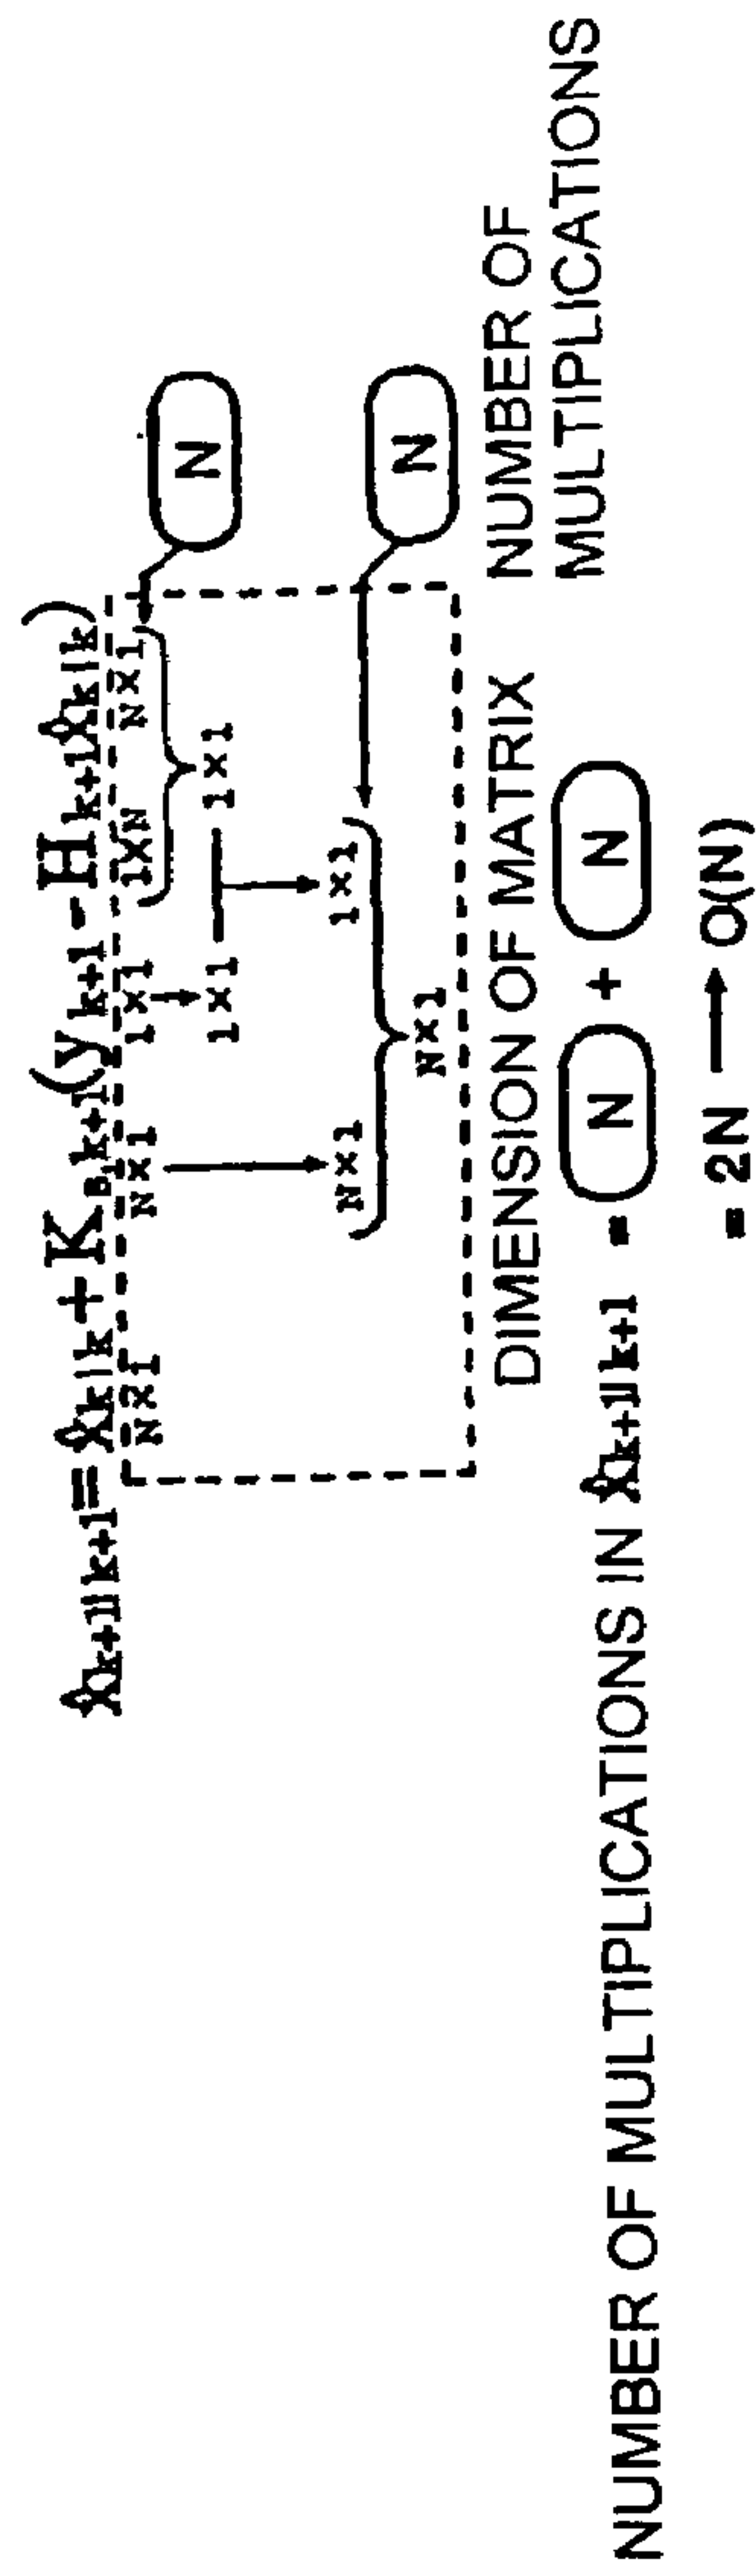 x̂k+1|k+1=x̂k|k+Ks,k+1(yk+1-Hk+1x̂k|k)
N×1 N×1 1×1 1×N N×1
N
1×1 1×1
N×1 1×1
N
N×1
DIMENSION OF MATRIX
NUMBER OF
MULTIPLICATIONS
NUMBER OF MULTIPLICATIONS IN x̂k+1|k+1 = N + N
= 2N → O(N)